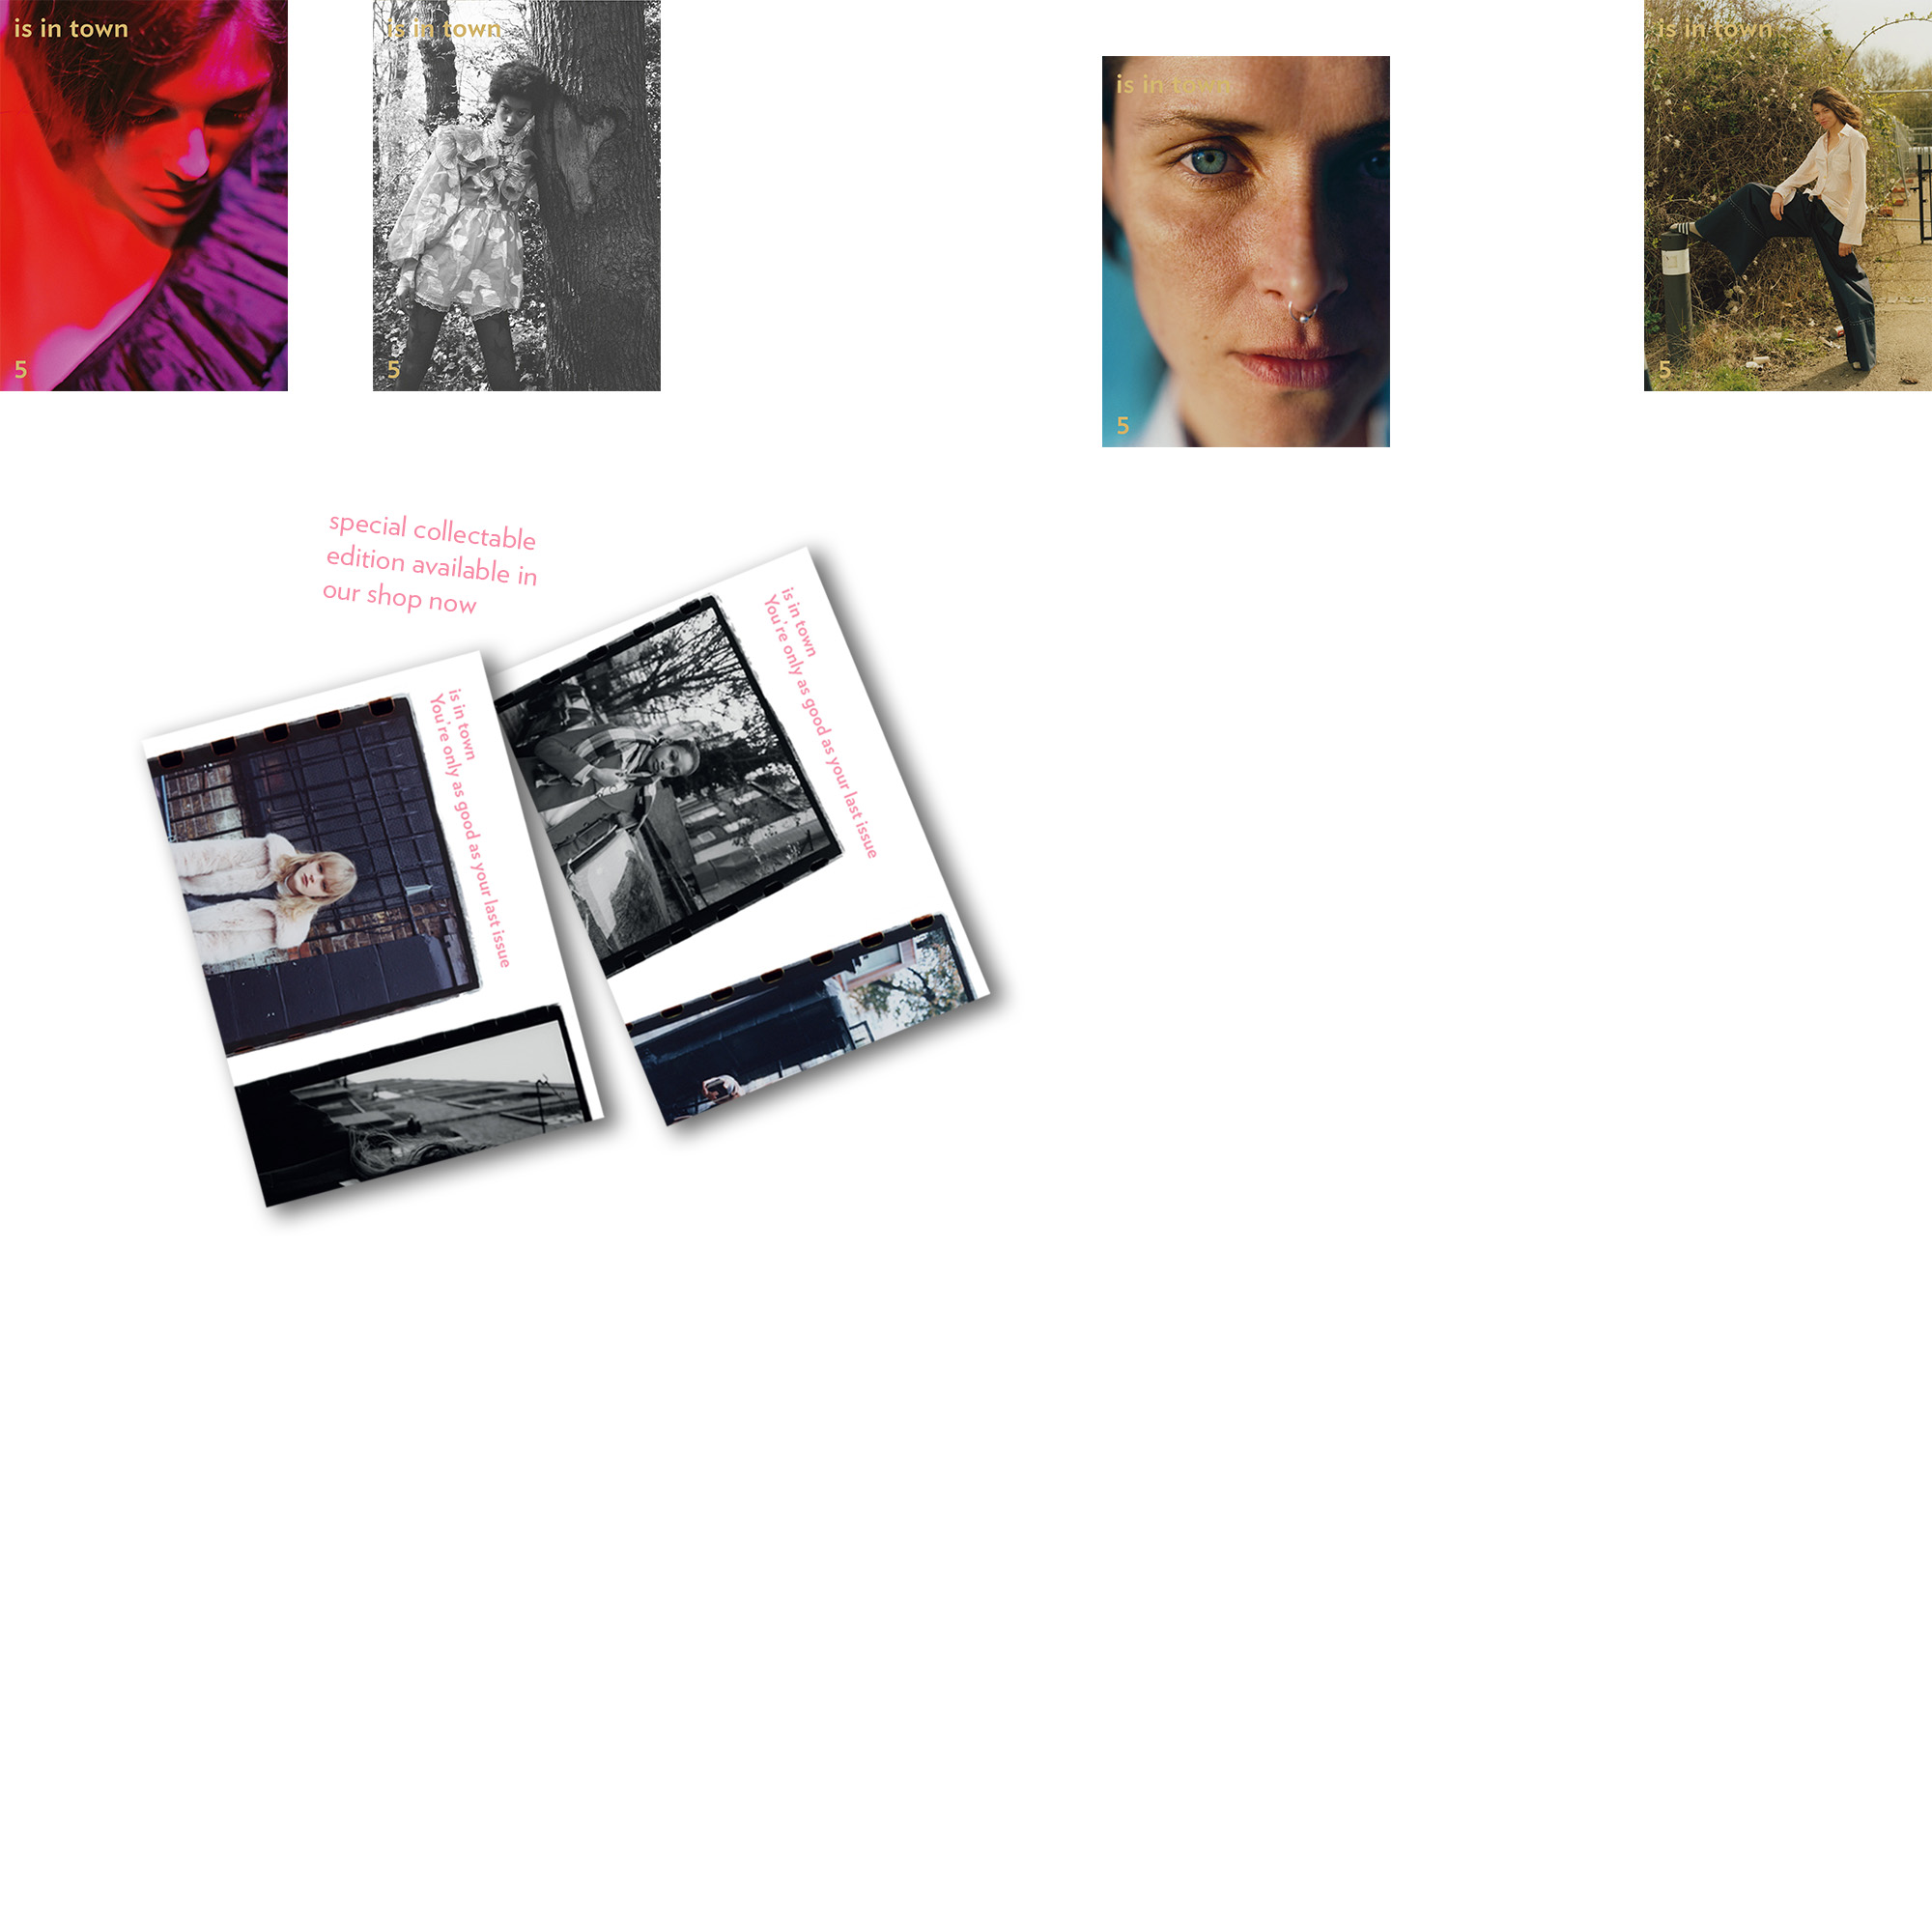 is in town
5
is in town
5
is in town
5
is in town
5
special collectable
edition available in
our shop now
is in town
You're only as good as your last issue
is in town
You're only as good as your last issue